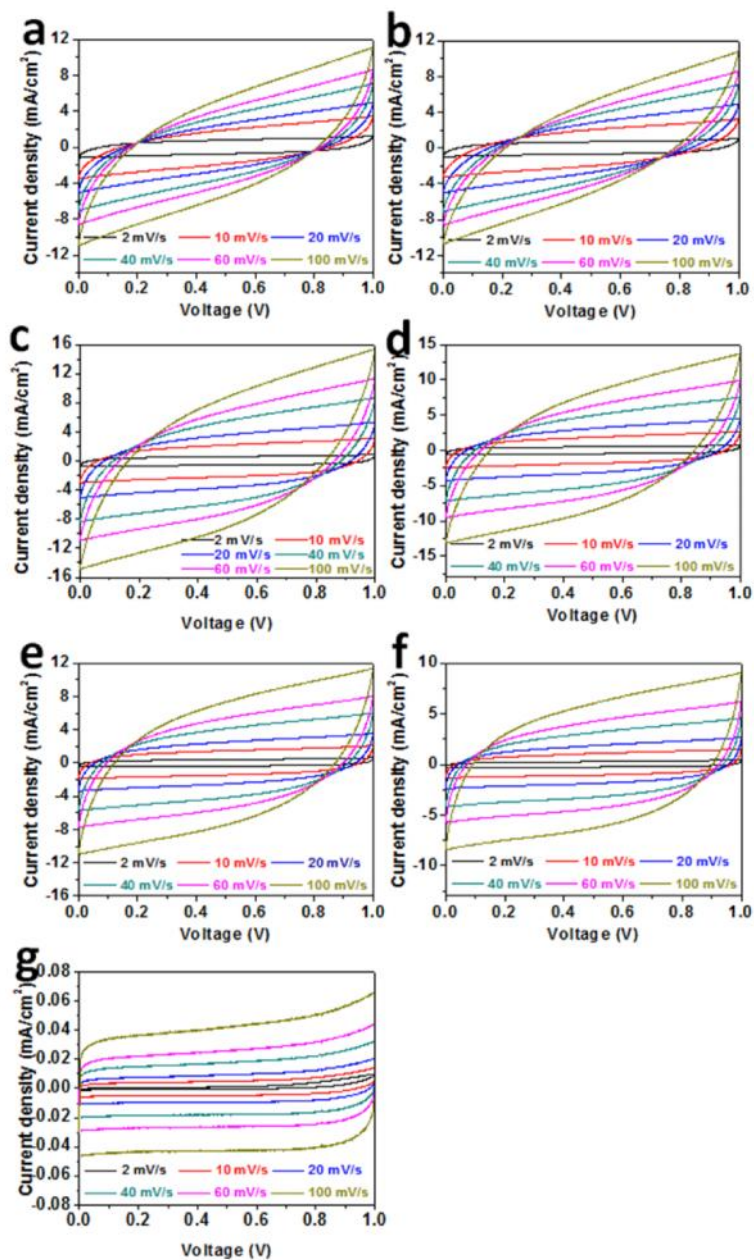 a
12
8
4
0
-4
-8
-12
Current density (mA/cm²)
2 mV/s 10 mV/s 20 mV/s
40 mV/s 60 mV/s 100 mV/s
0.0 0.2 0.4 0.6 0.8 1.0
Voltage (V)
b
12
8
4
0
-4
-8
-12
Current density (mA/cm²)
2 mV/s 10 mV/s 20 mV/s
40 mV/s 60 mV/s 100 mV/s
0.0 0.2 0.4 0.6 0.8 1.0
Voltage (V)
c
16
12
8
4
0
-4
-8
-12
-16
Current density (mA/cm²)
2 mV/s 10 mV/s
20 mV/s 40 mV/s
60 mV/s 100 mV/s
0.0 0.2 0.4 0.6 0.8 1.0
Voltage (V)
d
15
10
5
0
-5
-10
-15
Current density (mA/cm²)
2 mV/s 10 mV/s 20 mV/s
40 mV/s 60 mV/s 100 mV/s
0.0 0.2 0.4 0.6 0.8 1.0
Voltage (V)
e
12
8
4
0
-4
-8
-12
-16
Current density (mA/cm²)
2 mV/s 10 mV/s 20 mV/s
40 mV/s 60 mV/s 100 mV/s
0.0 0.2 0.4 0.6 0.8 1.0
Voltage (V)
f
10
5
0
-5
-10
Current density (mA/cm²)
2 mV/s 10 mV/s 20 mV/s
40 mV/s 60 mV/s 100 mV/s
0.0 0.2 0.4 0.6 0.8 1.0
Voltage (V)
g
0.08
0.06
0.04
0.02
0.00
-0.02
-0.04
-0.06
-0.08
Current density (mA/cm²)
2 mV/s 10 mV/s 20 mV/s
40 mV/s 60 mV/s 100 mV/s
0.0 0.2 0.4 0.6 0.8 1.0
Voltage (V)